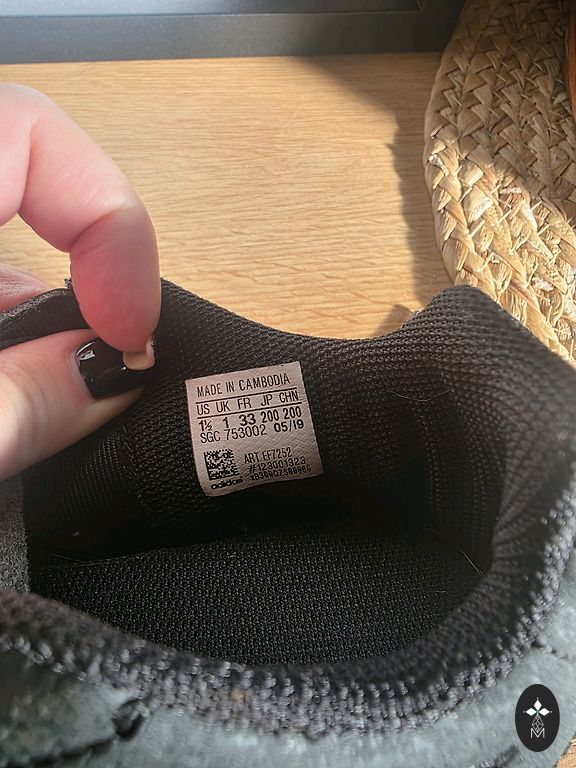 MADE IN CAMBODIA
US UK FR JP CHN
1½ 1 33 200 200
SGC 753002 05/19
ART EF7252
#123001323
adidas
M